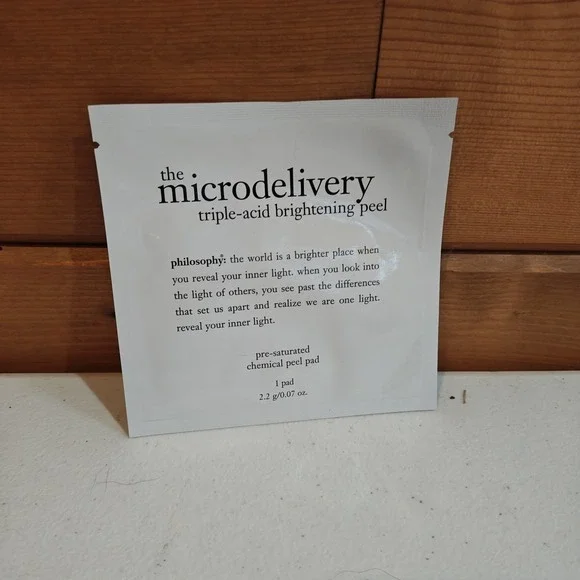 the
microdelivery
triple-acid brightening peel
philosophy®: the world is a brighter place when
you reveal your inner light. when you look into
the light of others, you see past the differences
that set us apart and realize we are one light.
reveal your inner light.
pre-saturated
chemical peel pad
1 pad
2.2 g/0.07 oz.